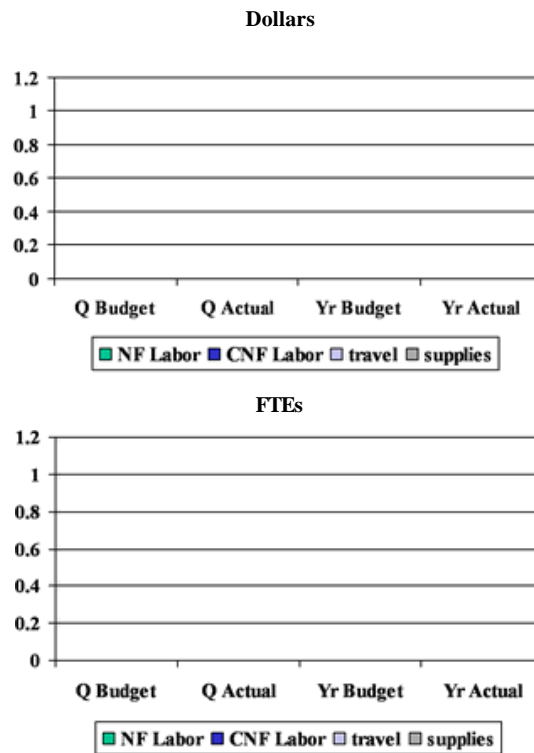 Dollars
1.2
1
0.8
0.6
0.4
0.2
0
Q Budget Q Actual Yr Budget Yr Actual
NF Labor CNF Labor travel supplies
FTEs
1.2
1
0.8
0.6
0.4
0.2
0
Q Budget Q Actual Yr Budget Yr Actual
NF Labor CNF Labor travel supplies